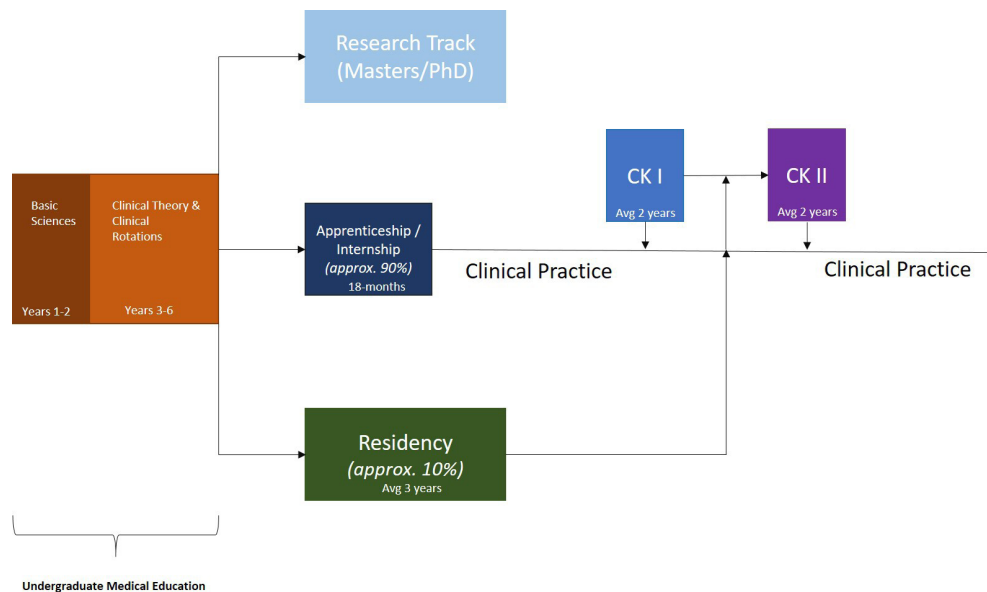 Research Track
(Masters/PhD)
Basic
Sciences
Years 1-2
Clinical Theory &
Clinical
Rotations
Years 3-6
Apprenticeship /
Internship
(approx. 90%)
18-months
Clinical Practice
CK I
Avg 2 years
CK II
Avg 2 years
Clinical Practice
Residency
(approx. 10%)
Avg 3 years
Undergraduate Medical Education